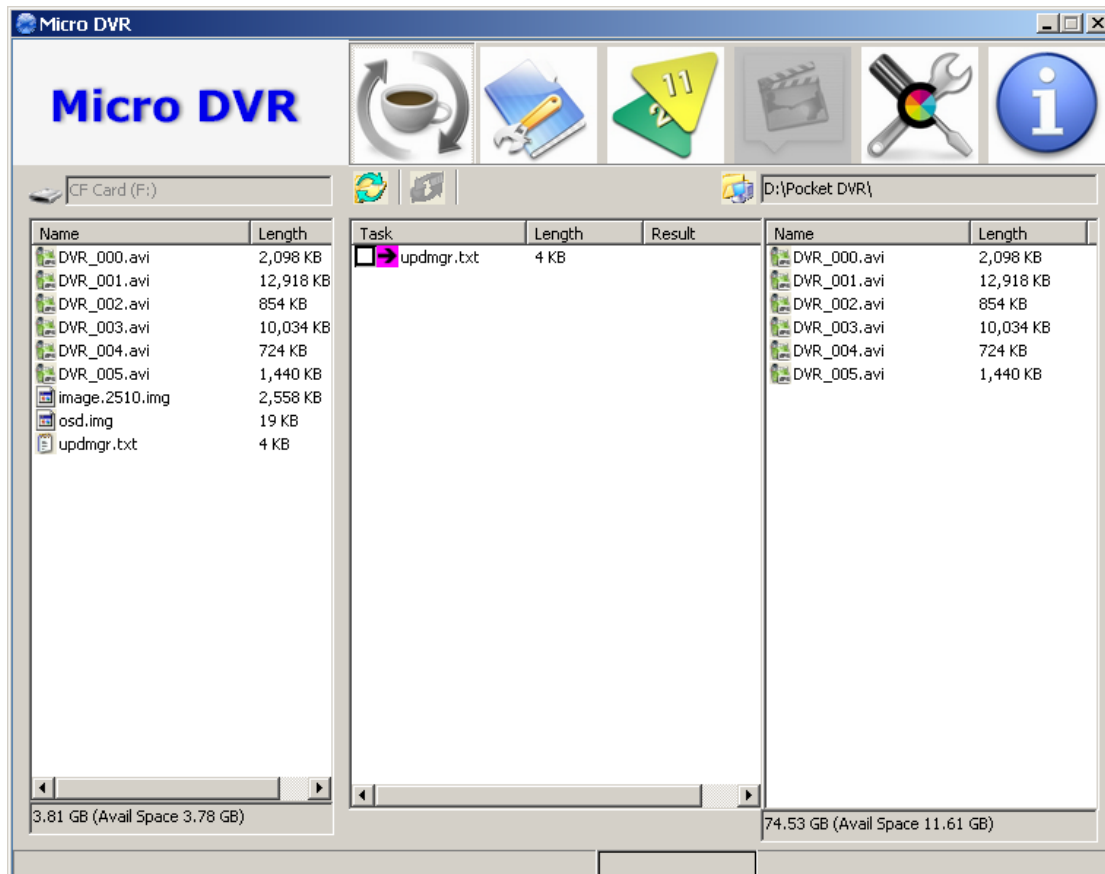 Micro DVR
Micro DVR
11
2
i
CF Card (F:)
D:\Pocket DVR\
Name Length
DVR_000.avi 2,098 KB
DVR_001.avi 12,918 KB
DVR_002.avi 854 KB
DVR_003.avi 10,034 KB
DVR_004.avi 724 KB
DVR_005.avi 1,440 KB
image.2510.img 2,558 KB
osd.img 19 KB
updmgr.txt 4 KB
3.81 GB (Avail Space 3.78 GB)
Task Length Result
updmgr.txt 4 KB
Name Length
DVR_000.avi 2,098 KB
DVR_001.avi 12,918 KB
DVR_002.avi 854 KB
DVR_003.avi 10,034 KB
DVR_004.avi 724 KB
DVR_005.avi 1,440 KB
74.53 GB (Avail Space 11.61 GB)